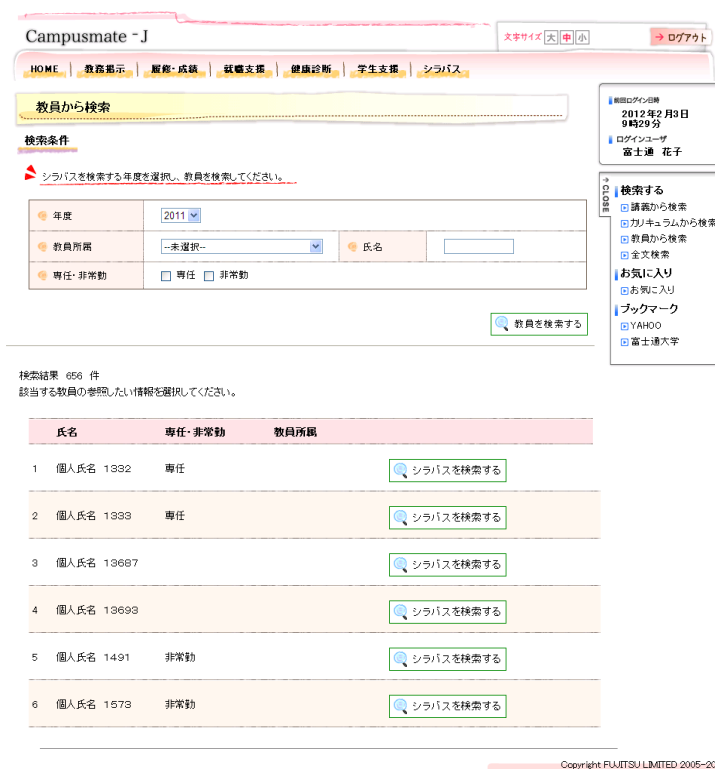 Campusmate-J
文字サイズ 大 中 小
ログアウト
HOME 教務掲示 履修・成績 就職支援 健康診断 学生支援 シラバス
教員から検索
検索条件
シラバスを検索する年度を選択し、教員を検索してください。
年度 2011
教員所属 --未選択-- 氏名
専任・非常勤 専任 非常勤
教員を検索する
前回ログイン日時
2012年2月3日
9時29分
ログインユーザ
富士通 花子
CLOSE
検索する
講義から検索
カリキュラムから検索
教員から検索
全文検索
お気に入り
お気に入り
ブックマーク
YAHOO
富士通大学
検索結果 656 件
該当する教員の参照したい情報を選択してください。
氏名 専任・非常勤 教員所属
1 個人氏名 1332 専任 シラバスを検索する
2 個人氏名 1333 専任 シラバスを検索する
3 個人氏名 13687 シラバスを検索する
4 個人氏名 13693 シラバスを検索する
5 個人氏名 1491 非常勤 シラバスを検索する
6 個人氏名 1573 非常勤 シラバスを検索する
Copyright FUJITSU LIMITED 2005-20